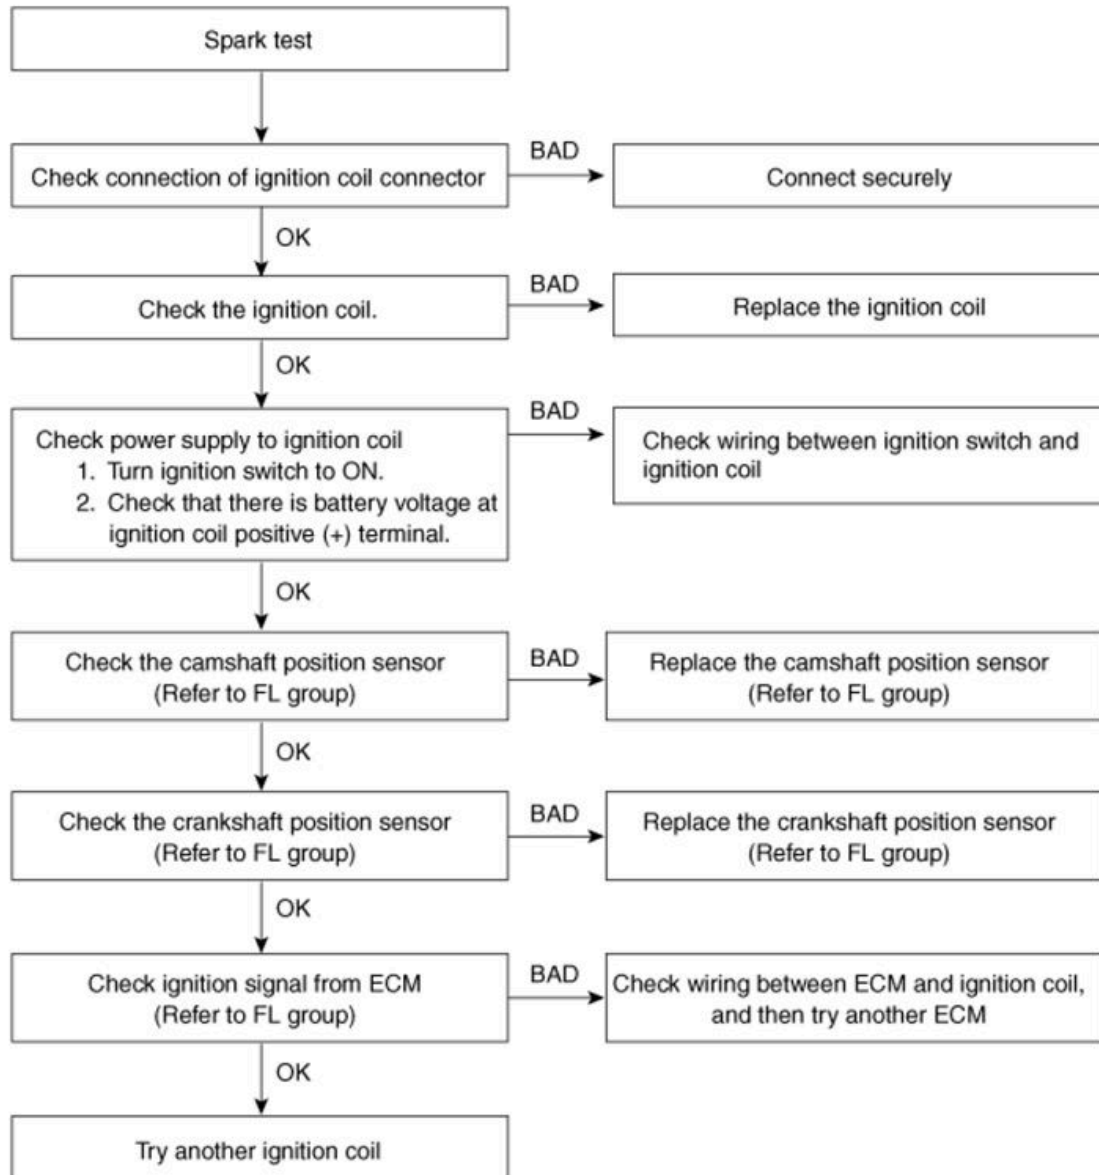 Spark test
BAD
Check connection of ignition coil connector
Connect securely
OK
BAD
Check the ignition coil.
Replace the ignition coil
OK
BAD
Check power supply to ignition coil
1. Turn ignition switch to ON.
2. Check that there is battery voltage at
ignition coil positive (+) terminal.
Check wiring between ignition switch and
ignition coil
OK
Check the camshaft position sensor
(Refer to FL group)
BAD
Replace the camshaft position sensor
(Refer to FL group)
OK
Check the crankshaft position sensor
(Refer to FL group)
BAD
Replace the crankshaft position sensor
(Refer to FL group)
OK
Check ignition signal from ECM
(Refer to FL group)
BAD
Check wiring between ECM and ignition coil,
and then try another ECM
OK
Try another ignition coil